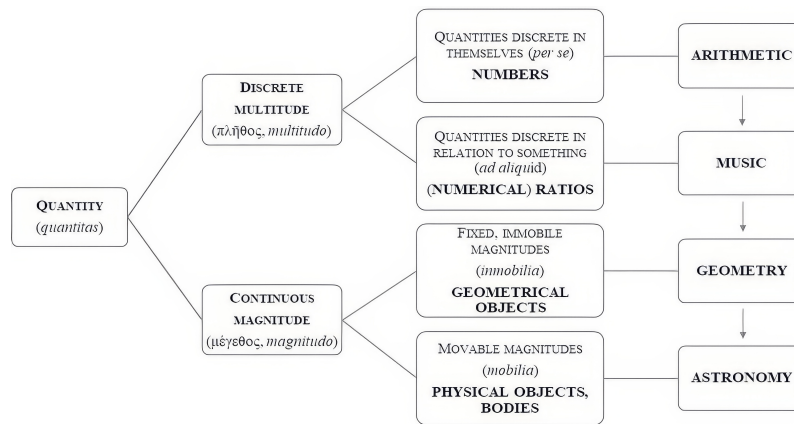 QUANTITY
(quantitas)
DISCRETE
MULTITUDE
(πλῆθος, multitudo)
CONTINUOUS
MAGNITUDE
(μέγεθος, magnitudo)
QUANTITIES DISCRETE IN
THEMSELVES (per se)
NUMBERS
QUANTITIES DISCRETE IN
RELATION TO SOMETHING
(ad aliquid)
(NUMERICAL) RATIOS
FIXED, IMMOBILE
MAGNITUDES
(inmobilia)
GEOMETRICAL
OBJECTS
MOVABLE MAGNITUDES
(mobilia)
PHYSICAL OBJECTS,
BODIES
ARITHMETIC
MUSIC
GEOMETRY
ASTRONOMY